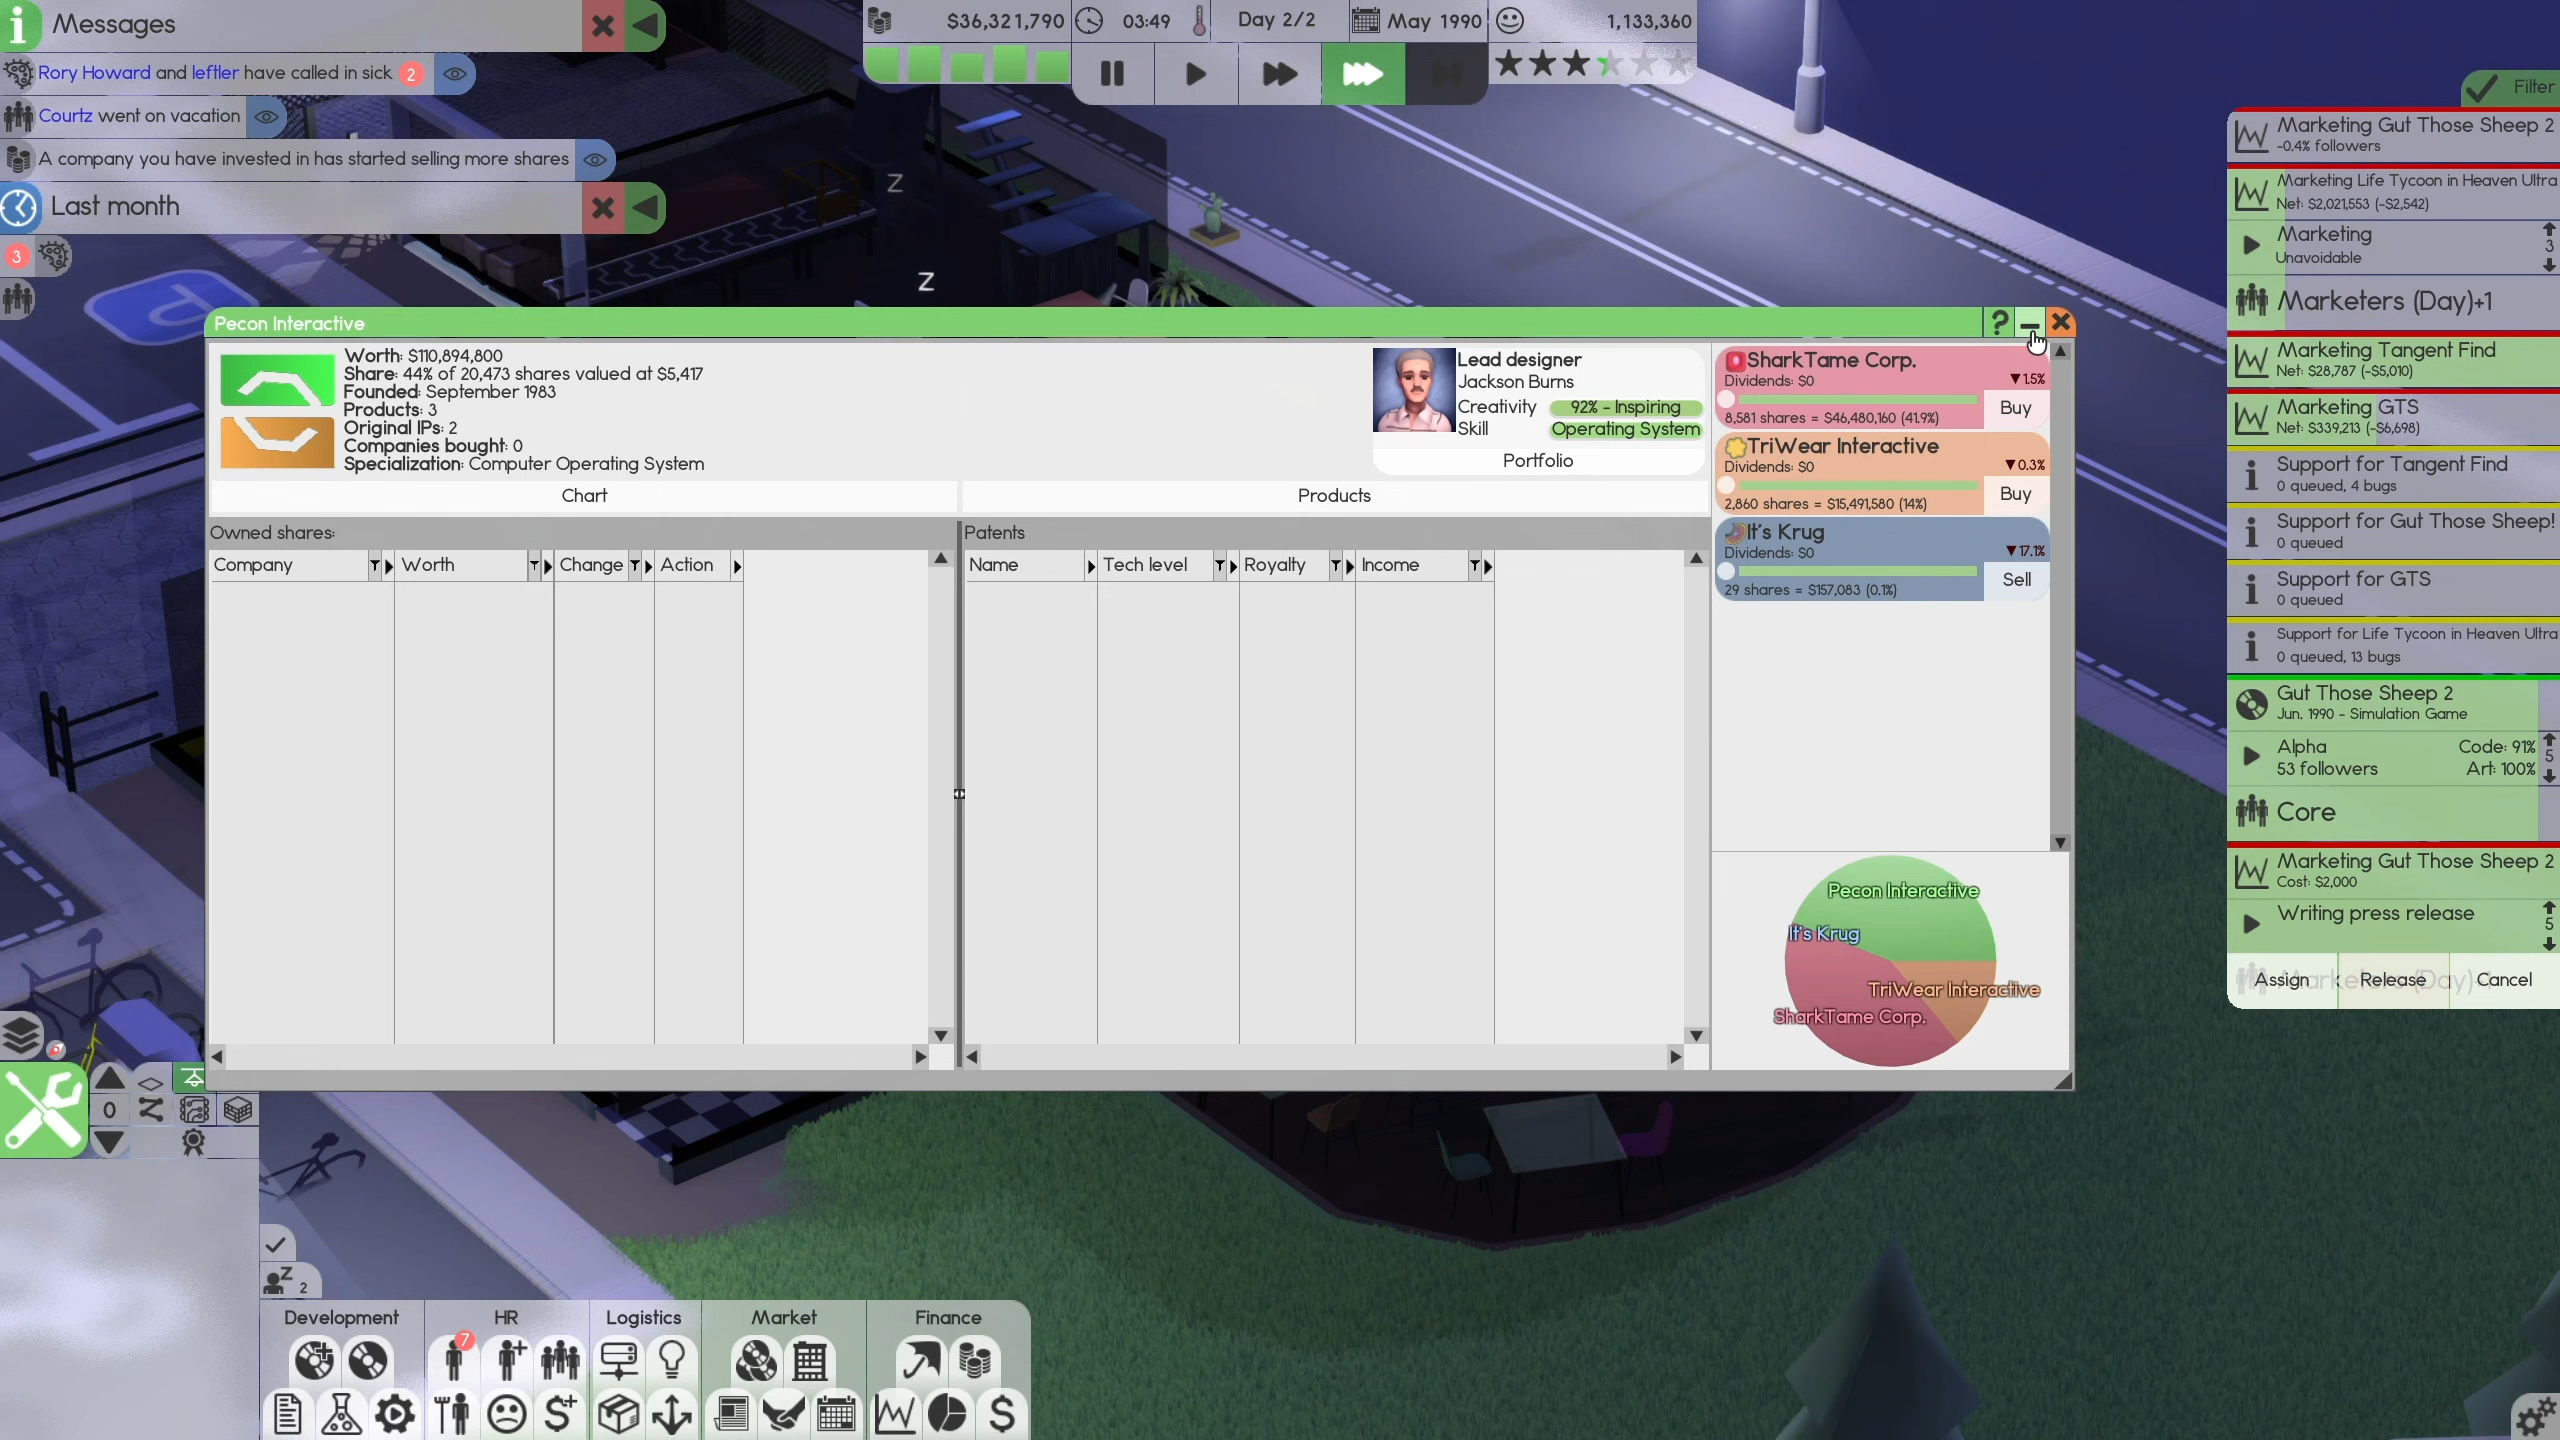 Messages
Rory Howard and leftler have called in sick 2
Courtz went on vacation
A company you have invested in has started selling more shares
Last month
3
$36,321,790
03:49
Day 2/2
May 1990
1,133,360
Filter
Marketing Gut Those Sheep 2
-0.4% followers
Marketing Life Tycoon in Heaven Ultra
Net: $2,021,553 (-$2,542)
Marketing
Unavoidable
3
Marketers (Day)+1
Marketing Tangent Find
Net: $28,787 (-$5,010)
Marketing GTS
Net: $339,213 (-$6,698)
Support for Tangent Find
0 queued, 4 bugs
Support for Gut Those Sheep!
0 queued
Support for GTS
0 queued
Support for Life Tycoon in Heaven Ultra
0 queued, 13 bugs
Gut Those Sheep 2
Jun. 1990 - Simulation Game
Alpha
Code: 91%
53 followers
Art: 100%
5
Core
Marketing Gut Those Sheep 2
Cost: $2,000
Writing press release
5
Marketers (Day)+1
Assign
Release
Cancel
Z
Z
Pecon Interactive
?
Worth: $110,894,800
Share: 44% of 20,473 shares valued at $5,417
Founded: September 1983
Products: 3
Original IPs: 2
Companies bought: 0
Specialization: Computer Operating System
Lead designer
Jackson Burns
Creativity 92% - Inspiring
Skill Operating System
Portfolio
Chart
Products
Owned shares:
Company
Worth
Change
Action
Patents
Name
Tech level
Royalty
Income
SharkTame Corp.
Dividends: $0
▼1.5%
Buy
8,581 shares = $46,480,160 (41.9%)
TriWear Interactive
Dividends: $0
▼0.3%
Buy
2,860 shares = $15,491,580 (14%)
It's Krug
Dividends: $0
▼17.1%
Sell
29 shares = $157,083 (0.1%)
Pecon Interactive
It's Krug
TriWear Interactive
SharkTame Corp.
0
z
2
Development
HR
Logistics
Market
Finance
7